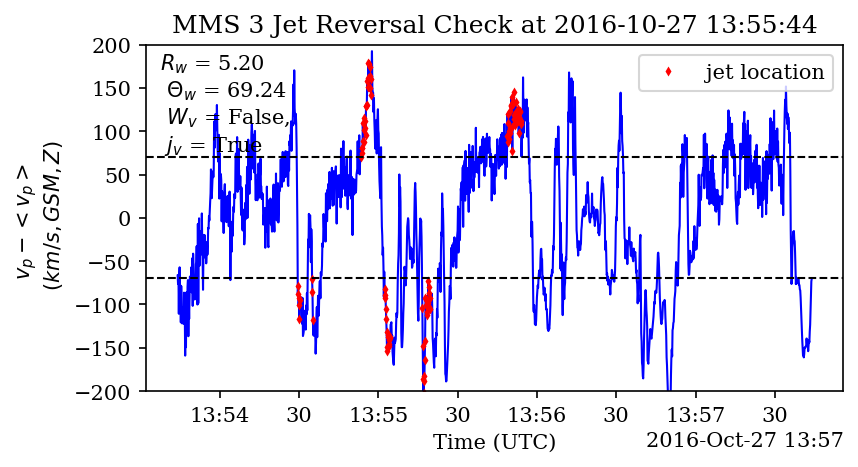 MMS 3 Jet Reversal Check at 2016-10-27 13:55:44
R_w = 5.20
Θ_w = 69.24
W_v = False,
j_v = True
jet location
v_p − <v_p>
(km/s, GSM, Z)
200
150
100
50
0
−50
−100
−150
−200
13:54 30 13:55 30 13:56 30 13:57 30
Time (UTC)
2016-Oct-27 13:57